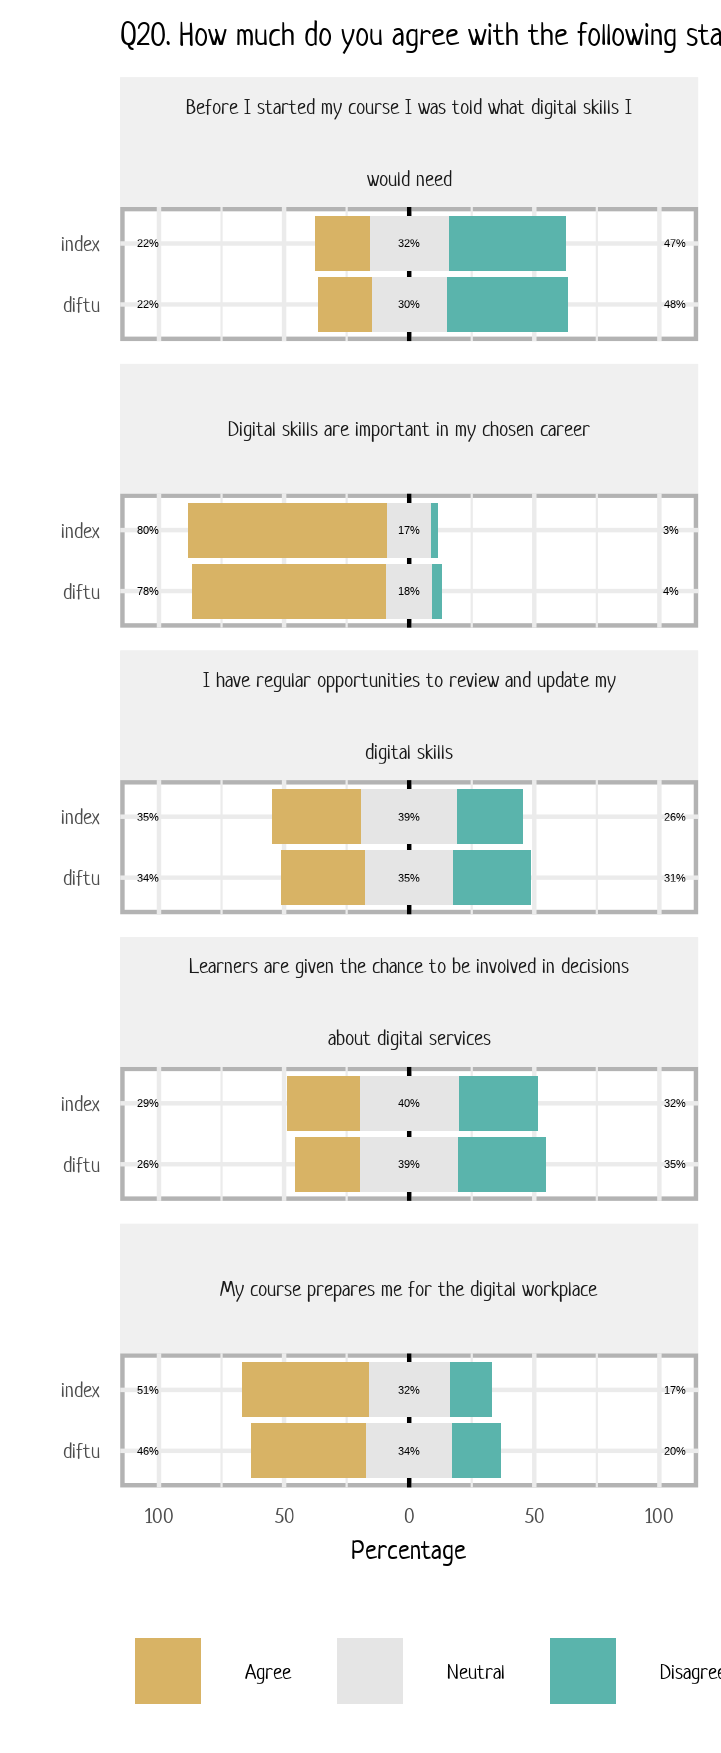 Q20. How much do you agree with the following sta
Before I started my course I was told what digital skills I
would need
index 22% 32% 47%
diftu 22% 30% 48%
Digital skills are important in my chosen career
index 80% 17% 3%
diftu 78% 18% 4%
I have regular opportunities to review and update my
digital skills
index 35% 39% 26%
diftu 34% 35% 31%
Learners are given the chance to be involved in decisions
about digital services
index 29% 40% 32%
diftu 26% 39% 35%
My course prepares me for the digital workplace
index 51% 32% 17%
diftu 46% 34% 20%
100 50 0 50 100
Percentage
Agree Neutral Disagree